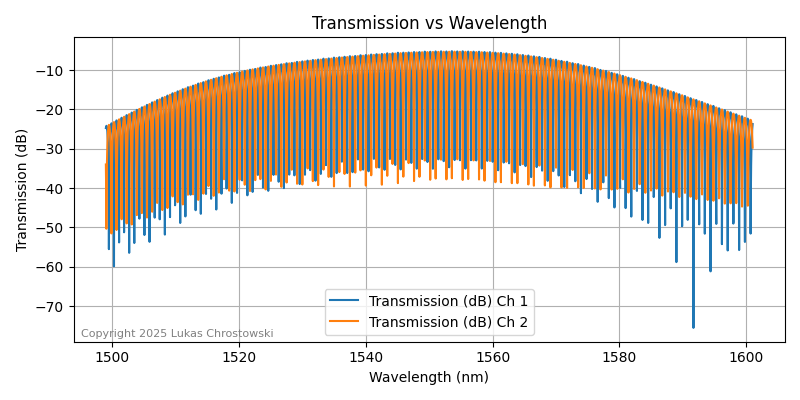 Transmission vs Wavelength
Transmission (dB)
−10
−20
−30
−40
−50
−60
−70
Transmission (dB) Ch 1
Transmission (dB) Ch 2
Copyright 2025 Lukas Chrostowski
1500 1520 1540 1560 1580 1600
Wavelength (nm)